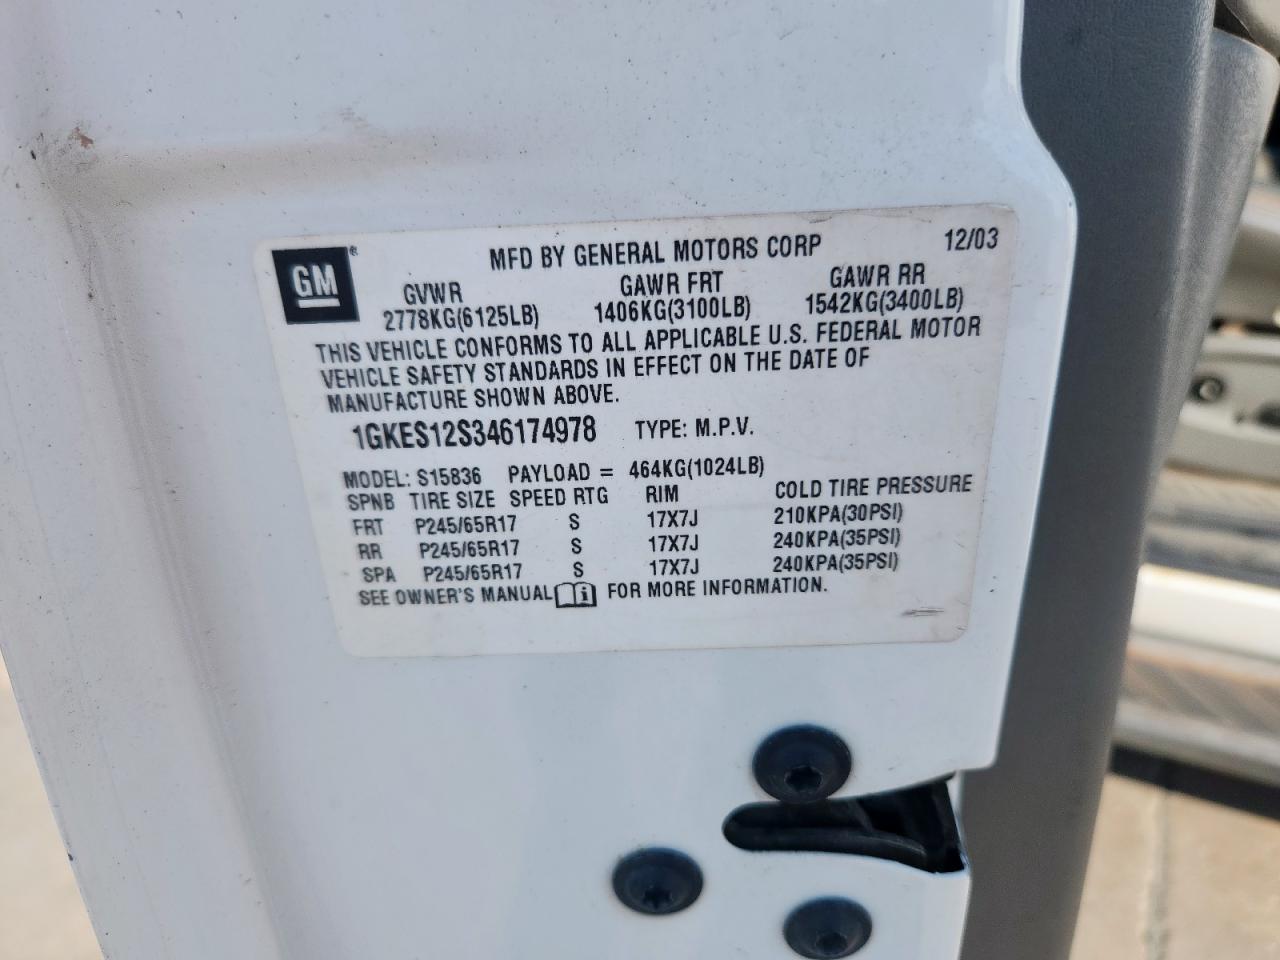 GM®
MFD BY GENERAL MOTORS CORP 12/03
GVWR GAWR FRT GAWR RR
2778KG(6125LB) 1406KG(3100LB) 1542KG(3400LB)
THIS VEHICLE CONFORMS TO ALL APPLICABLE U.S. FEDERAL MOTOR
VEHICLE SAFETY STANDARDS IN EFFECT ON THE DATE OF
MANUFACTURE SHOWN ABOVE.
1GKES12S346174978 TYPE: M.P.V.
MODEL: S15836 PAYLOAD = 464KG(1024LB)
SPNB TIRE SIZE SPEED RTG RIM COLD TIRE PRESSURE
FRT P245/65R17 S 17X7J 210KPA(30PSI)
RR P245/65R17 S 17X7J 240KPA(35PSI)
SPA P245/65R17 S 17X7J 240KPA(35PSI)
SEE OWNER'S MANUAL i FOR MORE INFORMATION.